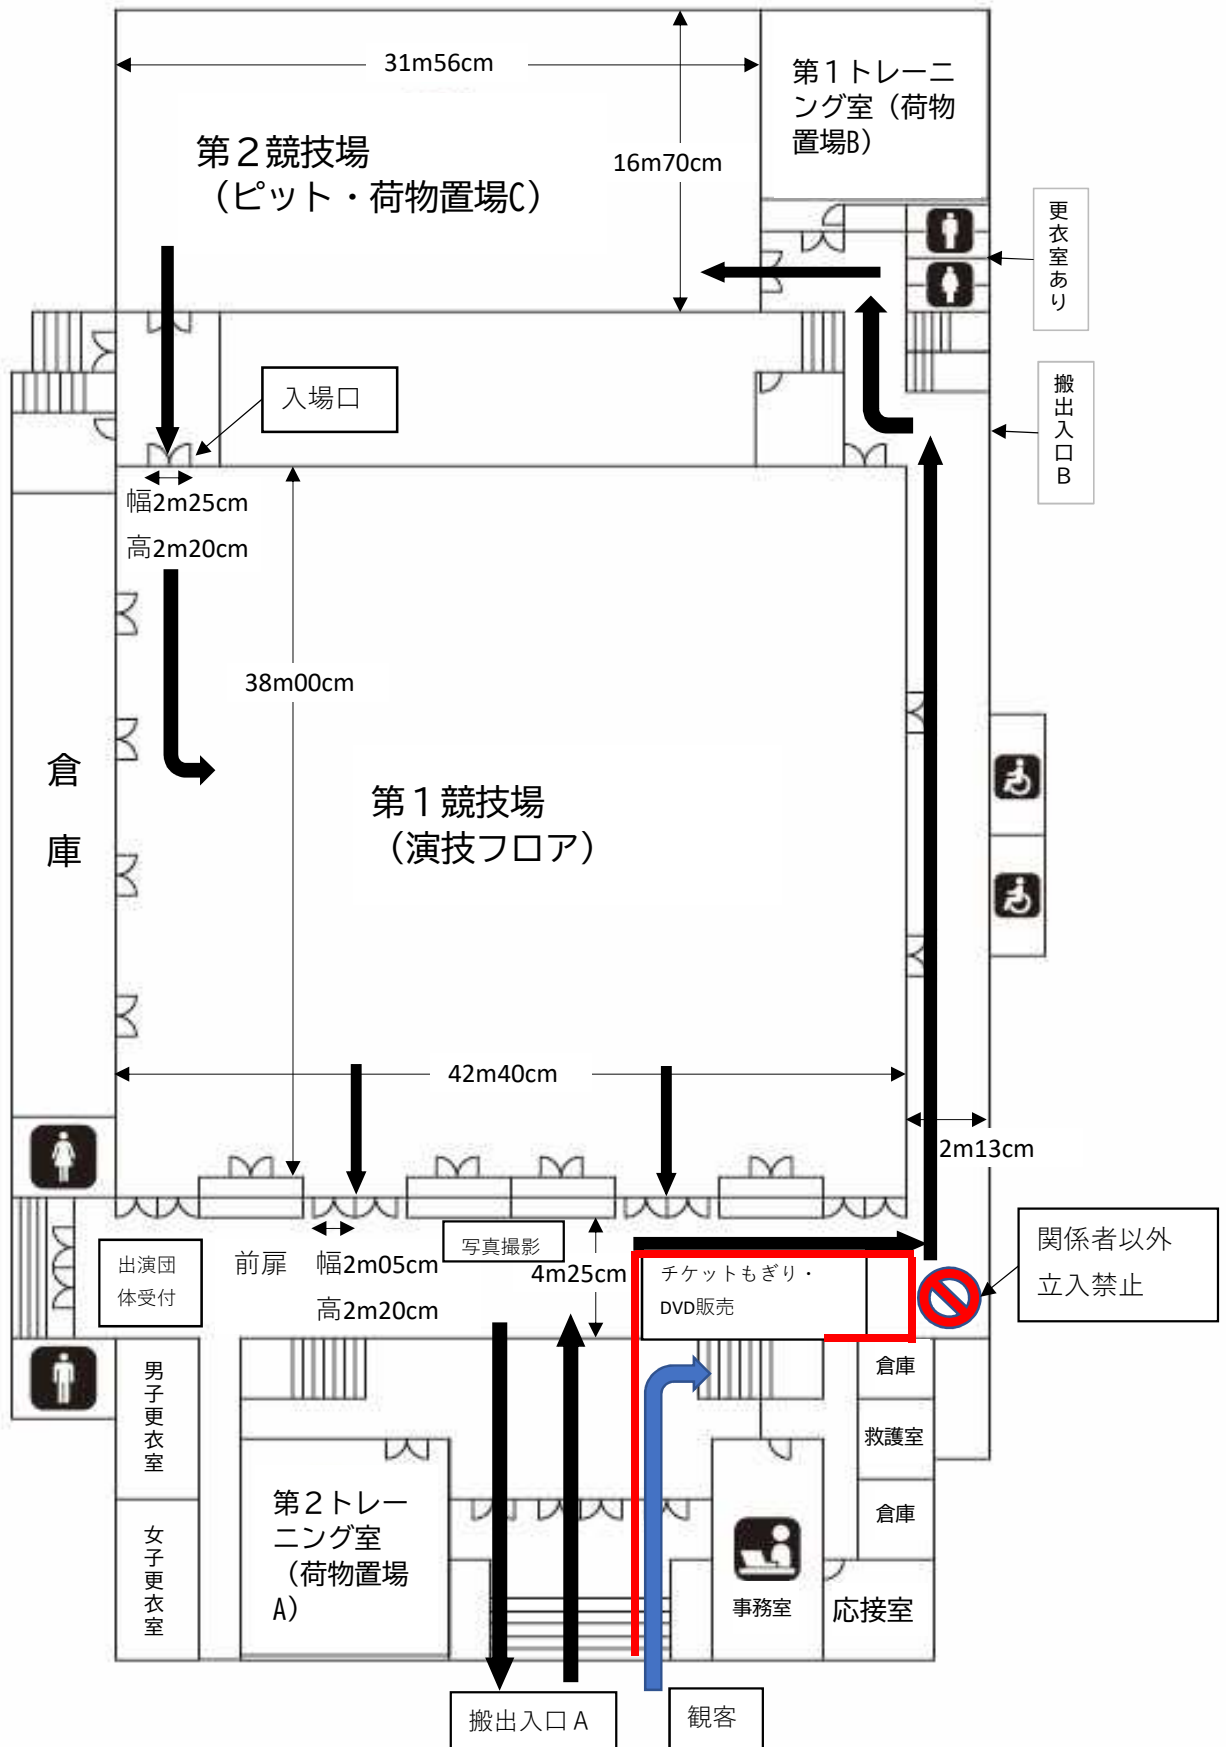 31m56cm
第１トレーニ
ング室（荷物
置場B）
第２競技場
（ピット・荷物置場C）
16m70cm
更衣室あり
入場口
搬出入口B
幅2m25cm
高2m20cm
38m00cm
倉庫
第１競技場
（演技フロア）
42m40cm
2m13cm
出演団
体受付
前扉
幅2m05cm
高2m20cm
写真撮影
4m25cm
チケットもぎり・
DVD販売
関係者以外
立入禁止
男子更衣室
倉庫
救護室
第２トレー
ニング室
（荷物置場
A）
倉庫
女子更衣室
事務室
応接室
搬出入口A
観客